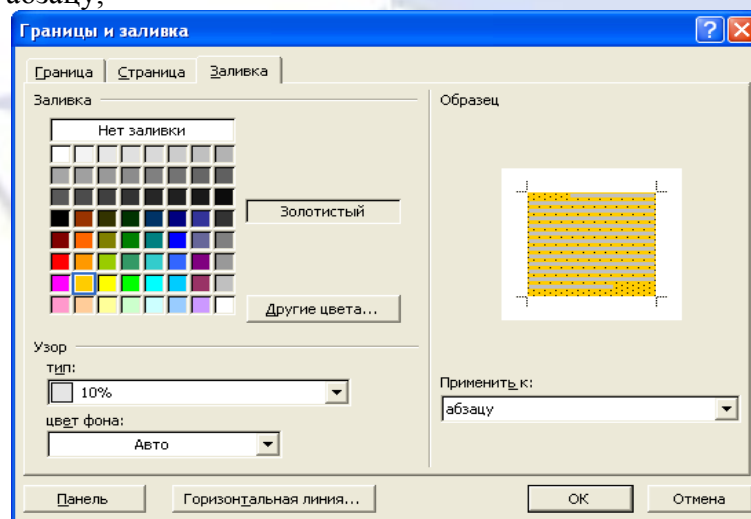 абзацу;
Границы и заливка
Граница Страница Заливка
Заливка
Нет заливки
Золотистый
Другие цвета...
Узор
тип:
10%
цвет фона:
Авто
Образец
Применить к:
абзацу
Панель Горизонтальная линия... ОК Отмена